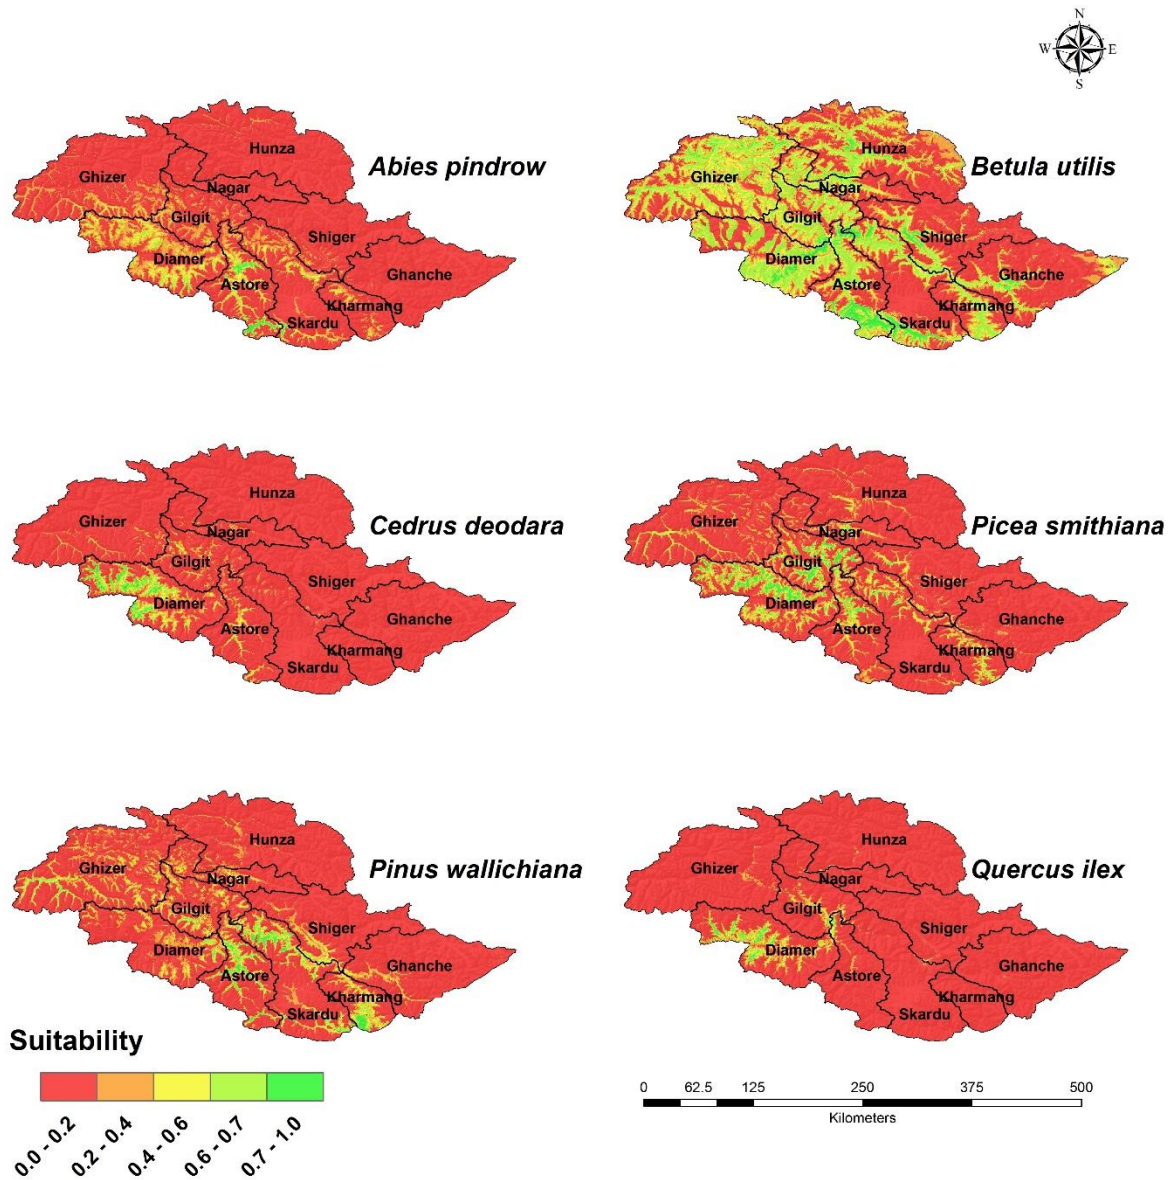 N
W E
S
Hunza
Ghizer
Nagar
Gilgit
Shiger
Diamer
Ghanche
Astore
Kharmang
Skardu
Abies pindrow
Hunza
Ghizer
Nagar
Gilgit
Shiger
Diamer
Ghanche
Astore
Kharmang
Skardu
Betula utilis
Hunza
Ghizer
Nagar
Gilgit
Shiger
Diamer
Ghanche
Astore
Kharmang
Skardu
Cedrus deodara
Hunza
Ghizer
Nagar
Gilgit
Shiger
Diamer
Ghanche
Astore
Kharmang
Skardu
Picea smithiana
Hunza
Ghizer
Nagar
Gilgit
Shiger
Diamer
Ghanche
Astore
Kharmang
Skardu
Pinus wallichiana
Hunza
Ghizer
Nagar
Gilgit
Shiger
Diamer
Ghanche
Astore
Kharmang
Skardu
Quercus ilex
Suitability
0.0 - 0.2
0.2 - 0.4
0.4 - 0.6
0.6 - 0.7
0.7 - 1.0
0 62.5 125 250 375 500
Kilometers